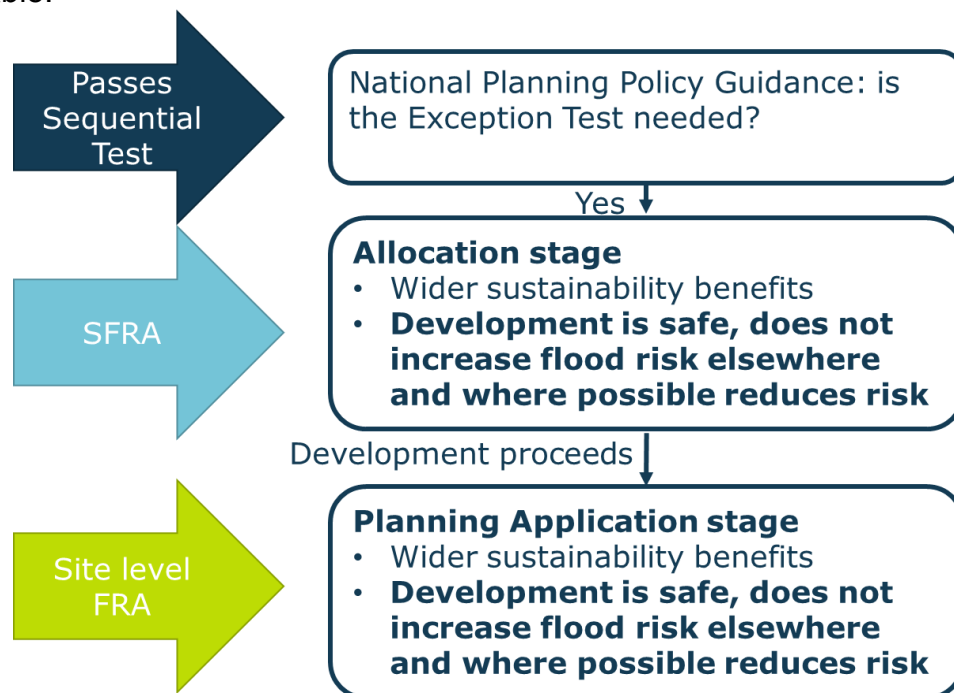 Passes
Sequential
Test
National Planning Policy Guidance: is
the Exception Test needed?
Yes
SFRA
Allocation stage
• Wider sustainability benefits
• Development is safe, does not
increase flood risk elsewhere
and where possible reduces risk
Development proceeds
Site level
FRA
Planning Application stage
• Wider sustainability benefits
• Development is safe, does not
increase flood risk elsewhere
and where possible reduces risk